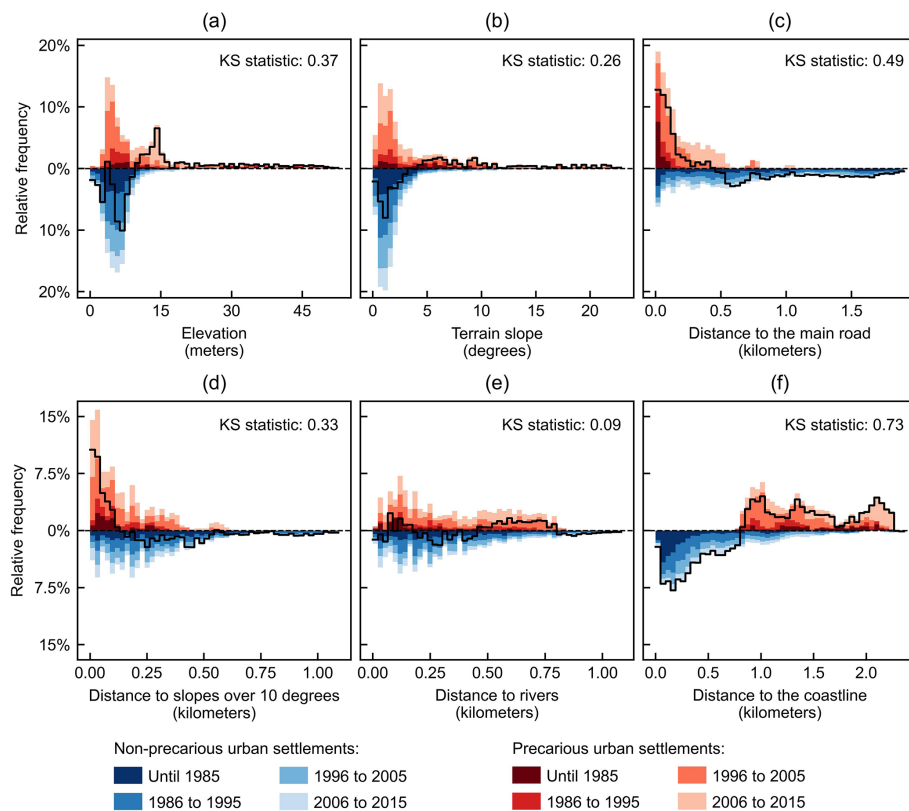 (a)
(b)
(c)
20%
10%
0%
10%
20%
Relative frequency
KS statistic: 0.37
KS statistic: 0.26
KS statistic: 0.49
0 15 30 45
0 5 10 15 20
0.0 0.5 1.0 1.5
Elevation
(meters)
Terrain slope
(degrees)
Distance to the main road
(kilometers)
(d)
(e)
(f)
15%
7.5%
0%
7.5%
15%
Relative frequency
KS statistic: 0.33
KS statistic: 0.09
KS statistic: 0.73
0.00 0.25 0.50 0.75 1.00
0.00 0.25 0.50 0.75 1.00
0.0 0.5 1.0 1.5 2.0
Distance to slopes over 10 degrees
(kilometers)
Distance to rivers
(kilometers)
Distance to the coastline
(kilometers)
Non-precarious urban settlements:
Until 1985
1996 to 2005
1986 to 1995
2006 to 2015
Precarious urban settlements:
Until 1985
1996 to 2005
1986 to 1995
2006 to 2015